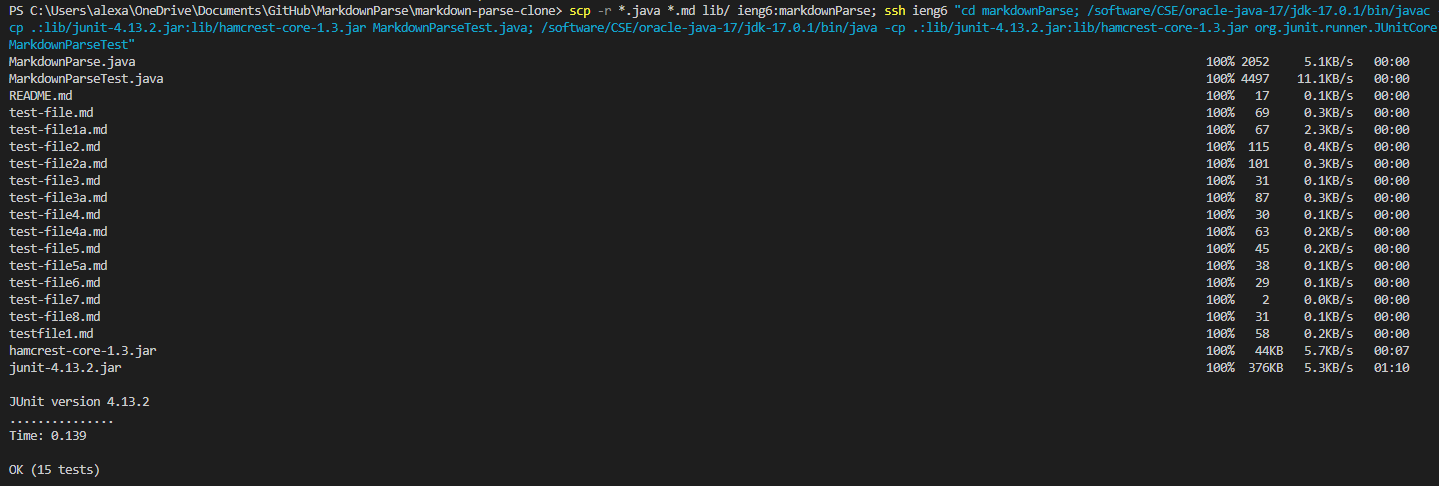 PS C:\Users\alexa\OneDrive\Documents\GitHub\MarkdownParse\markdown-parse-clone> scp -r *.java *.md lib/ ieng6:markdownParse; ssh ieng6 "cd markdownParse; /software/CSE/oracle-java-17/jdk-17.0.1/bin/javac
cp .:lib/junit-4.13.2.jar:lib/hamcrest-core-1.3.jar MarkdownParseTest.java; /software/CSE/oracle-java-17/jdk-17.0.1/bin/java -cp .:lib/junit-4.13.2.jar:lib/hamcrest-core-1.3.jar org.junit.runner.JUnitCore
MarkdownParseTest"
MarkdownParse.java 100% 2052 5.1KB/s 00:00
MarkdownParseTest.java 100% 4497 11.1KB/s 00:00
README.md 100% 17 0.1KB/s 00:00
test-file.md 100% 69 0.3KB/s 00:00
test-file1a.md 100% 67 2.3KB/s 00:00
test-file2.md 100% 115 0.4KB/s 00:00
test-file2a.md 100% 101 0.3KB/s 00:00
test-file3.md 100% 31 0.1KB/s 00:00
test-file3a.md 100% 87 0.3KB/s 00:00
test-file4.md 100% 30 0.1KB/s 00:00
test-file4a.md 100% 63 0.2KB/s 00:00
test-file5.md 100% 45 0.2KB/s 00:00
test-file5a.md 100% 38 0.1KB/s 00:00
test-file6.md 100% 29 0.1KB/s 00:00
test-file7.md 100% 2 0.0KB/s 00:00
test-file8.md 100% 31 0.1KB/s 00:00
testfile1.md 100% 58 0.2KB/s 00:00
hamcrest-core-1.3.jar 100% 44KB 5.7KB/s 00:07
junit-4.13.2.jar 100% 376KB 5.3KB/s 01:10
JUnit version 4.13.2
...............
Time: 0.139
OK (15 tests)